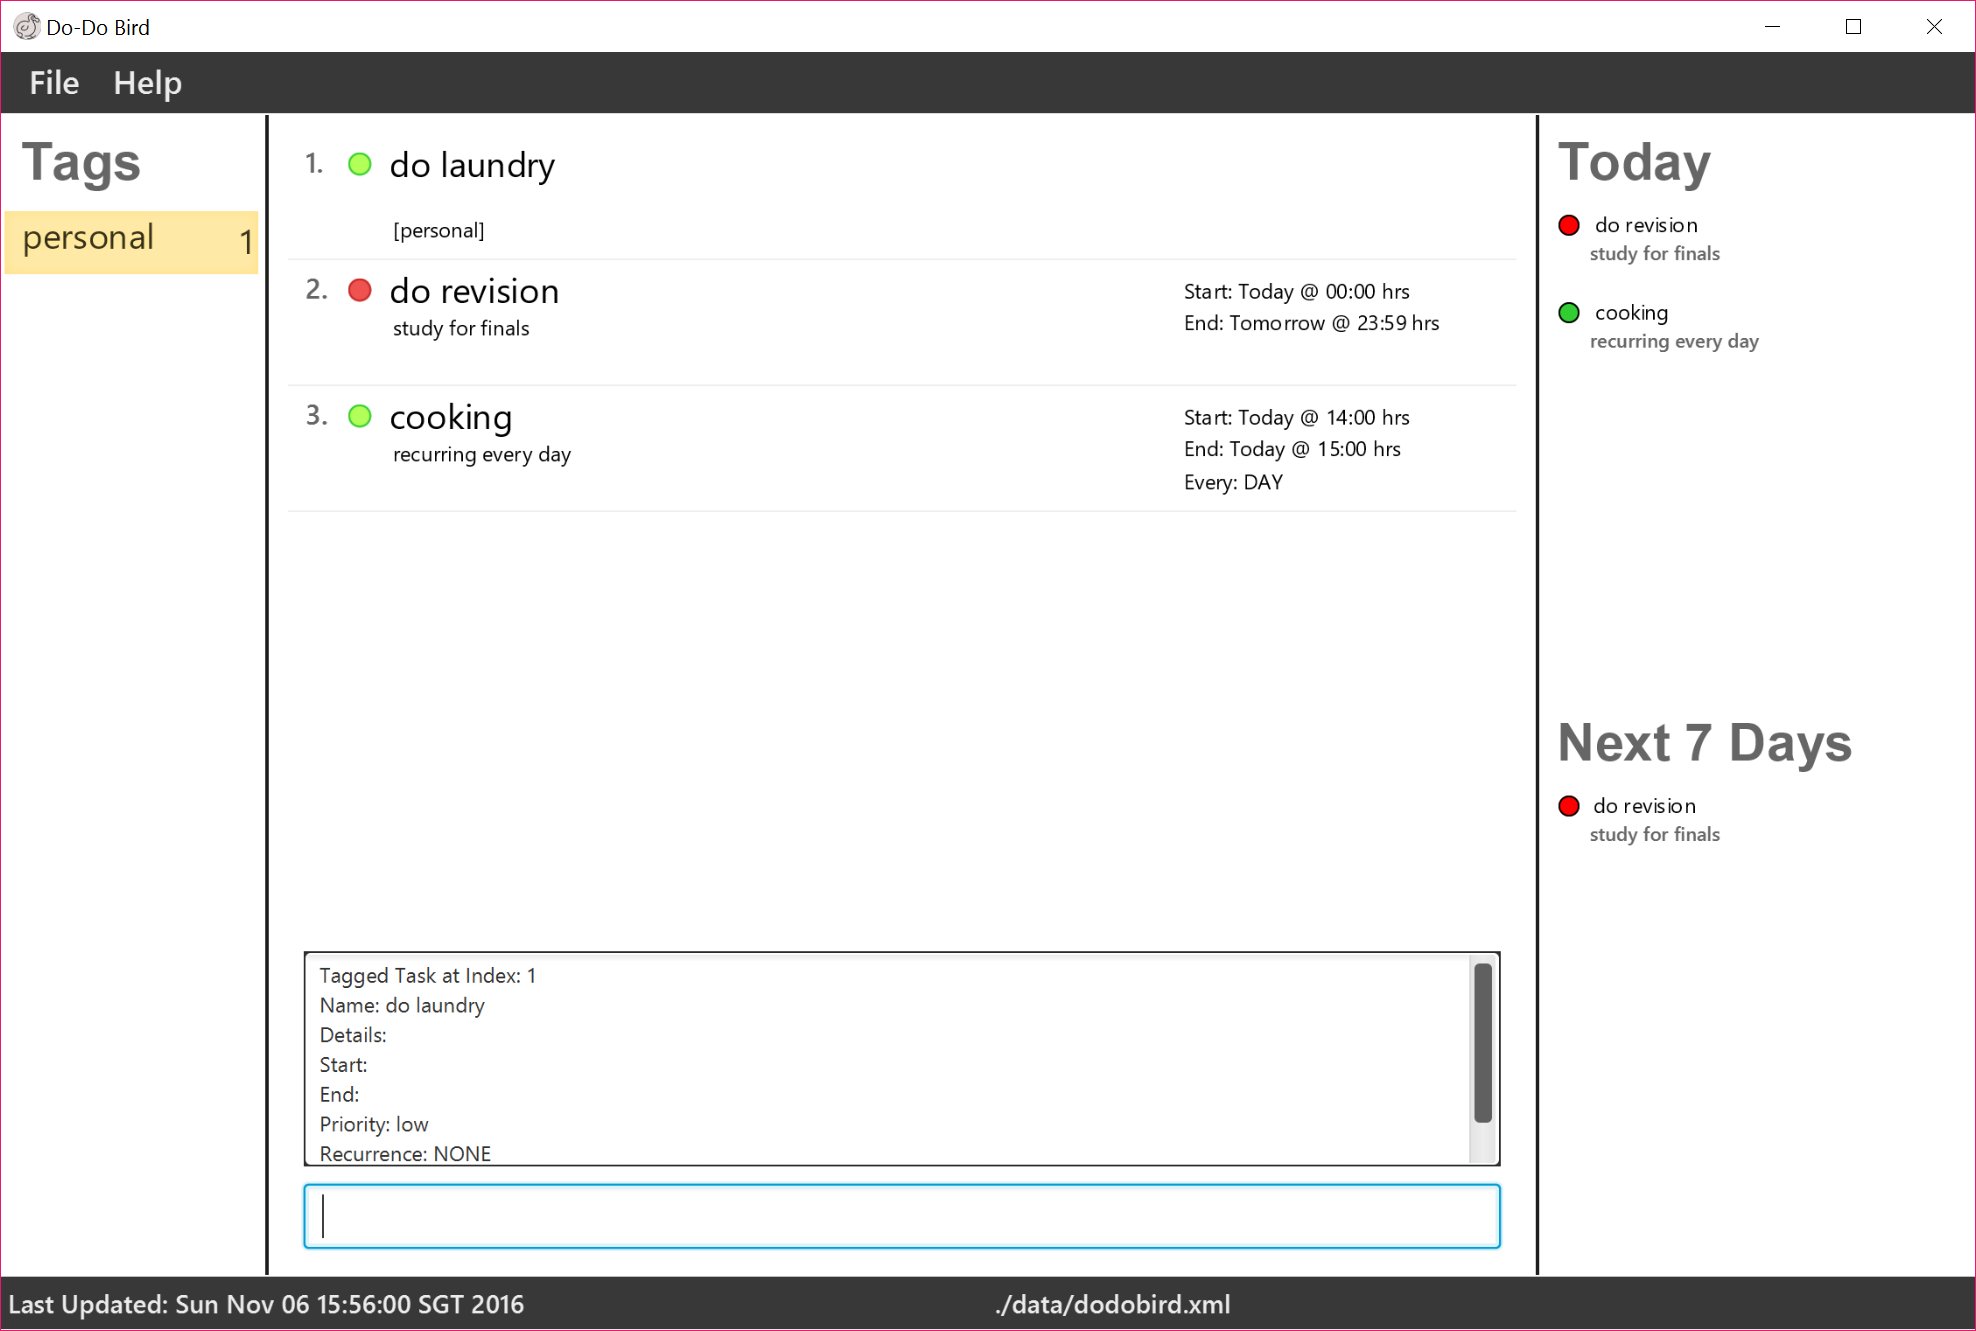 Do-Do Bird
File Help
Tags
personal 1
1. do laundry
[personal]
2. do revision
study for finals
Start: Today @ 00:00 hrs
End: Tomorrow @ 23:59 hrs
3. cooking
recurring every day
Start: Today @ 14:00 hrs
End: Today @ 15:00 hrs
Every: DAY
Tagged Task at Index: 1
Name: do laundry
Details:
Start:
End:
Priority: low
Recurrence: NONE
Today
do revision
study for finals
cooking
recurring every day
Next 7 Days
do revision
study for finals
Last Updated: Sun Nov 06 15:56:00 SGT 2016
./data/dodobird.xml